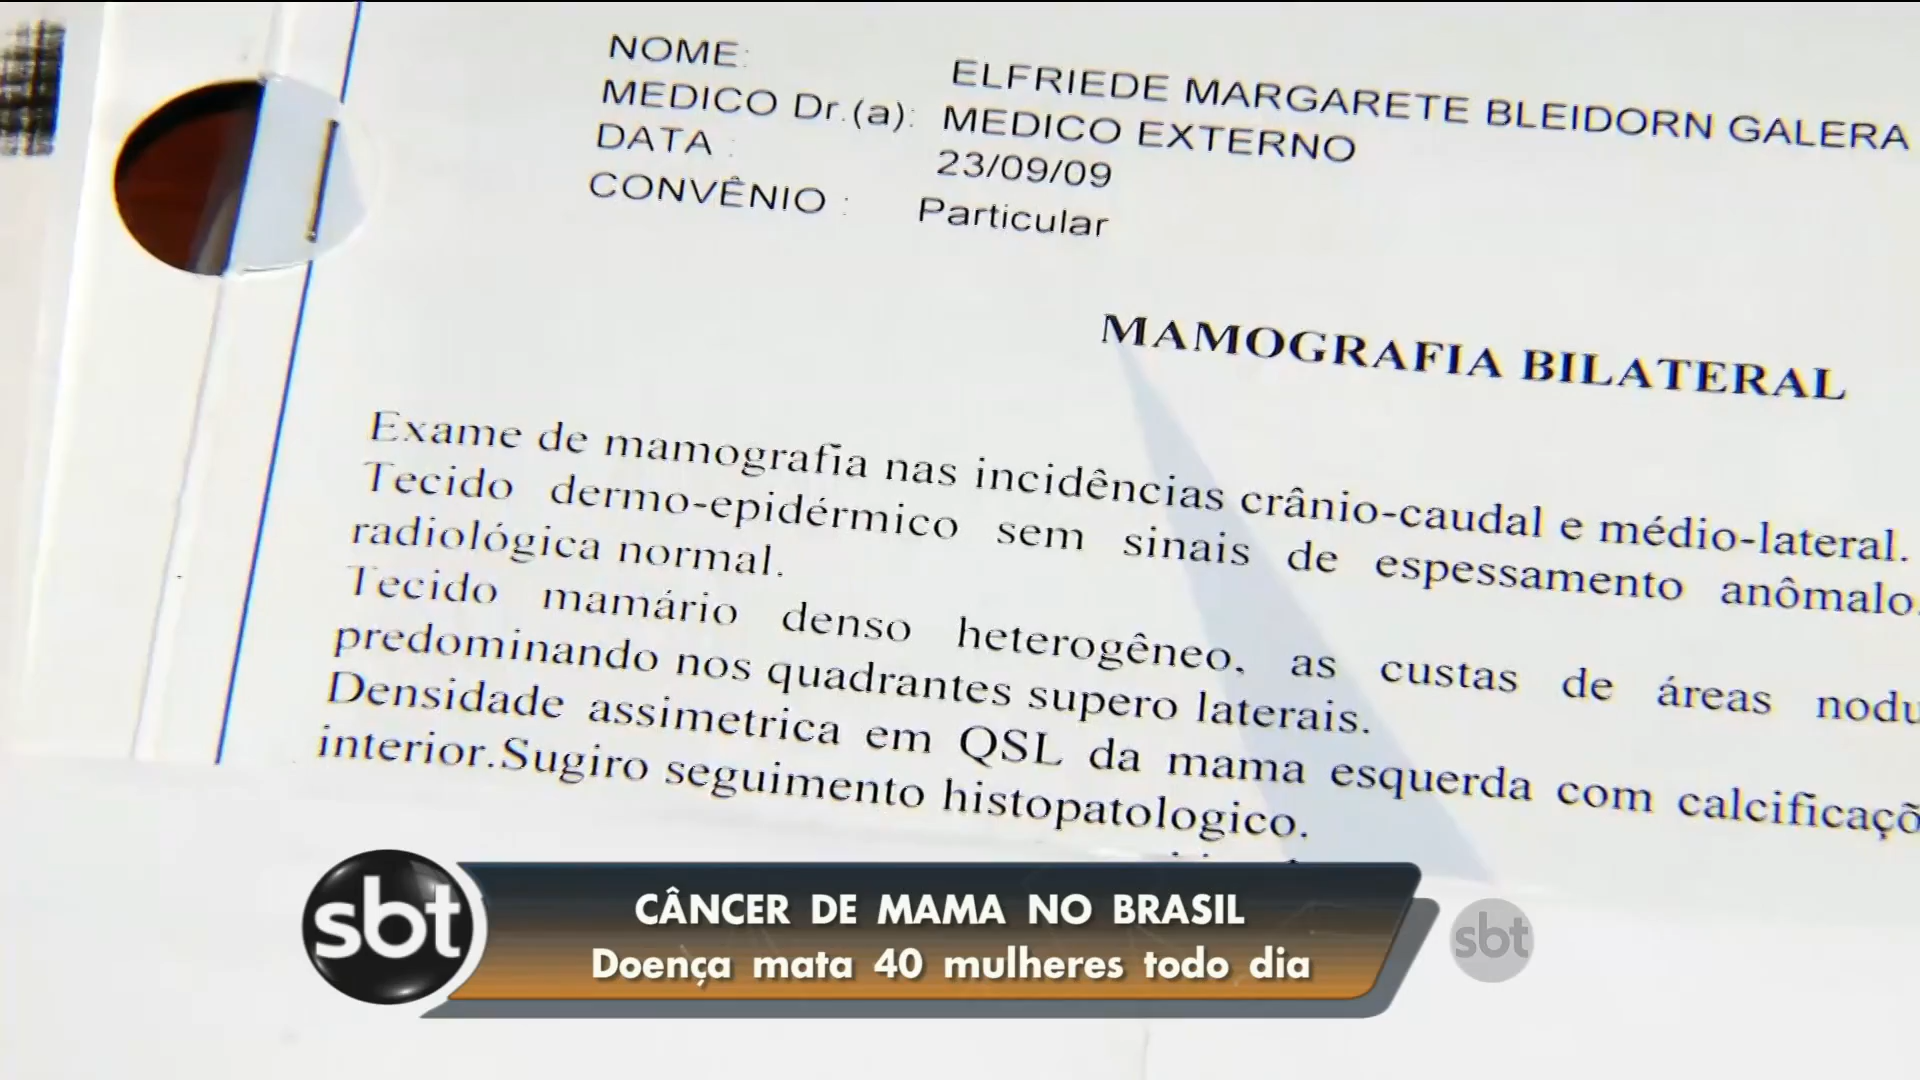 NOME:
ELFRIEDE MARGARETE BLEIDORN GALERA
MEDICO Dr.(a):
MEDICO EXTERNO
DATA :
23/09/09
CONVÊNIO :
Particular
MAMOGRAFIA BILATERAL
Exame de mamografia nas incidências crânio-caudal e médio-lateral.
Tecido dermo-epidérmico sem sinais de espessamento anômalo.
radiológica normal.
Tecido mamário denso heterogêneo, as custas de áreas
predominando nos quadrantes supero laterais.
Densidade assimetrica em QSL da mama esquerda com
interior.Sugiro seguimento histopatologico.
sbt
CÂNCER DE MAMA NO BRASIL
Doença mata 40 mulheres todo dia
sbt